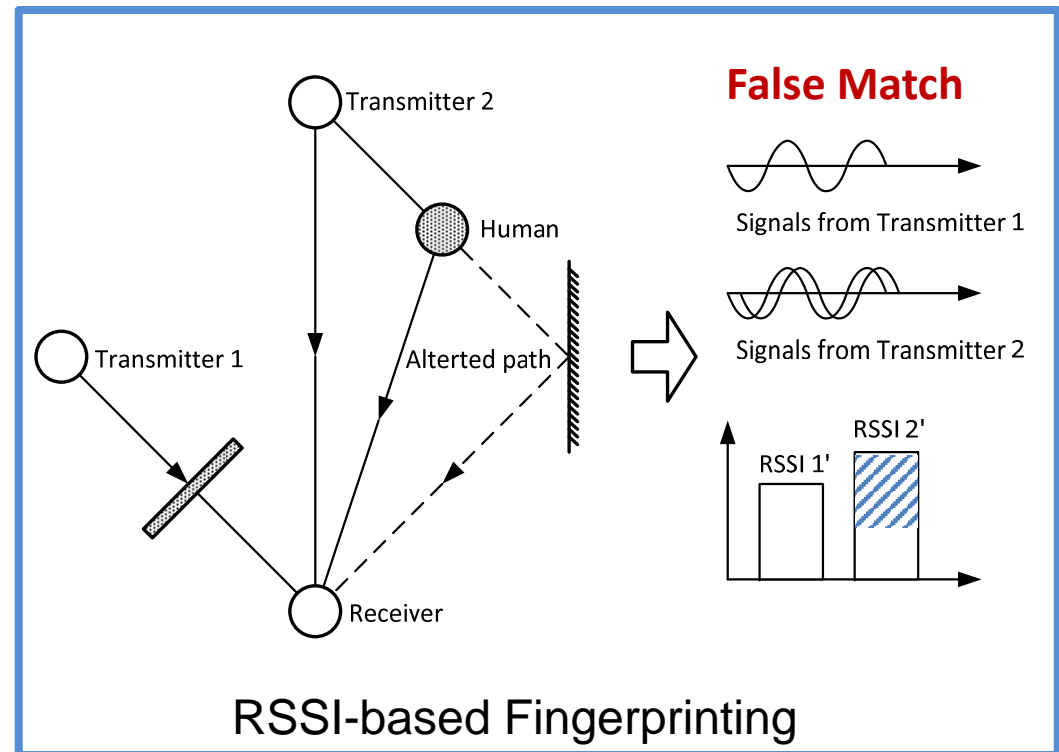 False Match
Transmitter 2
Signals from Transmitter 1
Human
Transmitter 1
Alterted path
Signals from Transmitter 2
RSSI 1'
RSSI 2'
Receiver
RSSI-based Fingerprinting